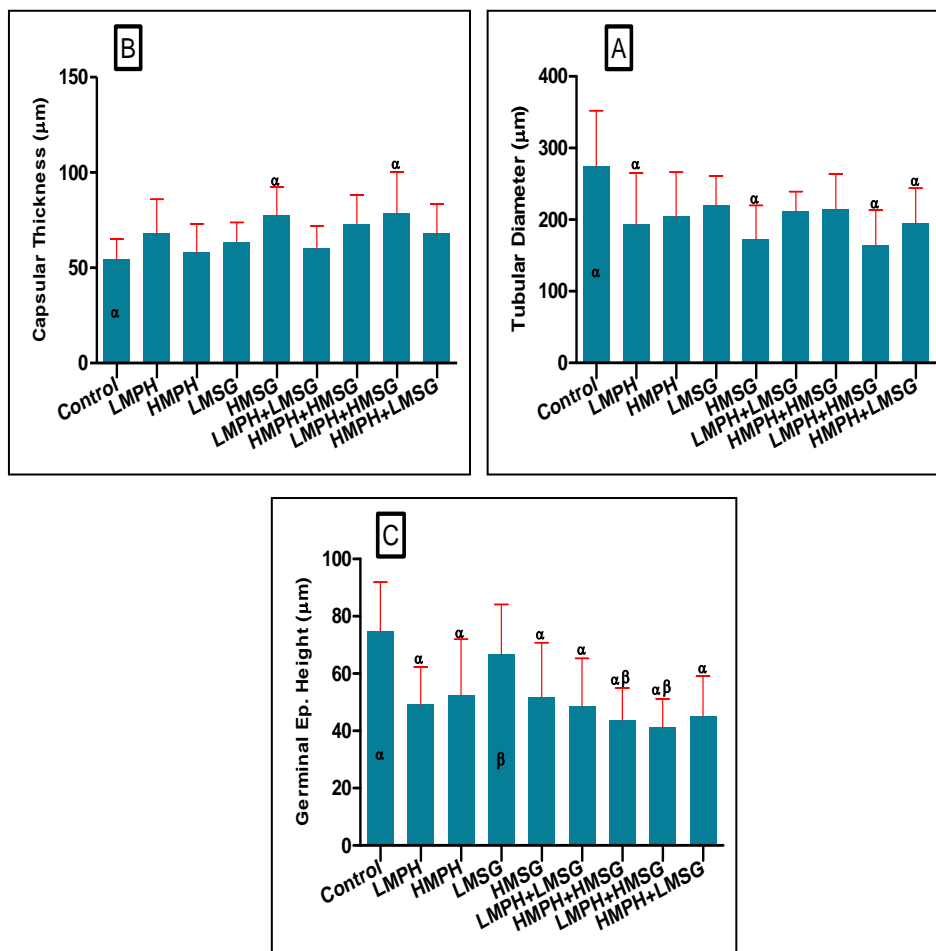 B
Capsular Thickness (µm)
150
100
50
0
α
α
α
Control
LMPH
HMPH
LMSG
HMSG
LMPH+LMSG
HMPH+HMSG
LMPH+HMSG
HMPH+LMSG
A
Tubular Diameter (µm)
400
300
200
100
0
α
α
α
α
α
Control
LMPH
HMPH
LMSG
HMSG
LMPH+LMSG
HMPH+HMSG
LMPH+HMSG
HMPH+LMSG
C
Germinal Ep. Height (µm)
100
80
60
40
20
0
α
α
α
β
α
α
αβ
αβ
α
Control
LMPH
HMPH
LMSG
HMSG
LMPH+LMSG
HMPH+HMSG
LMPH+HMSG
HMPH+LMSG